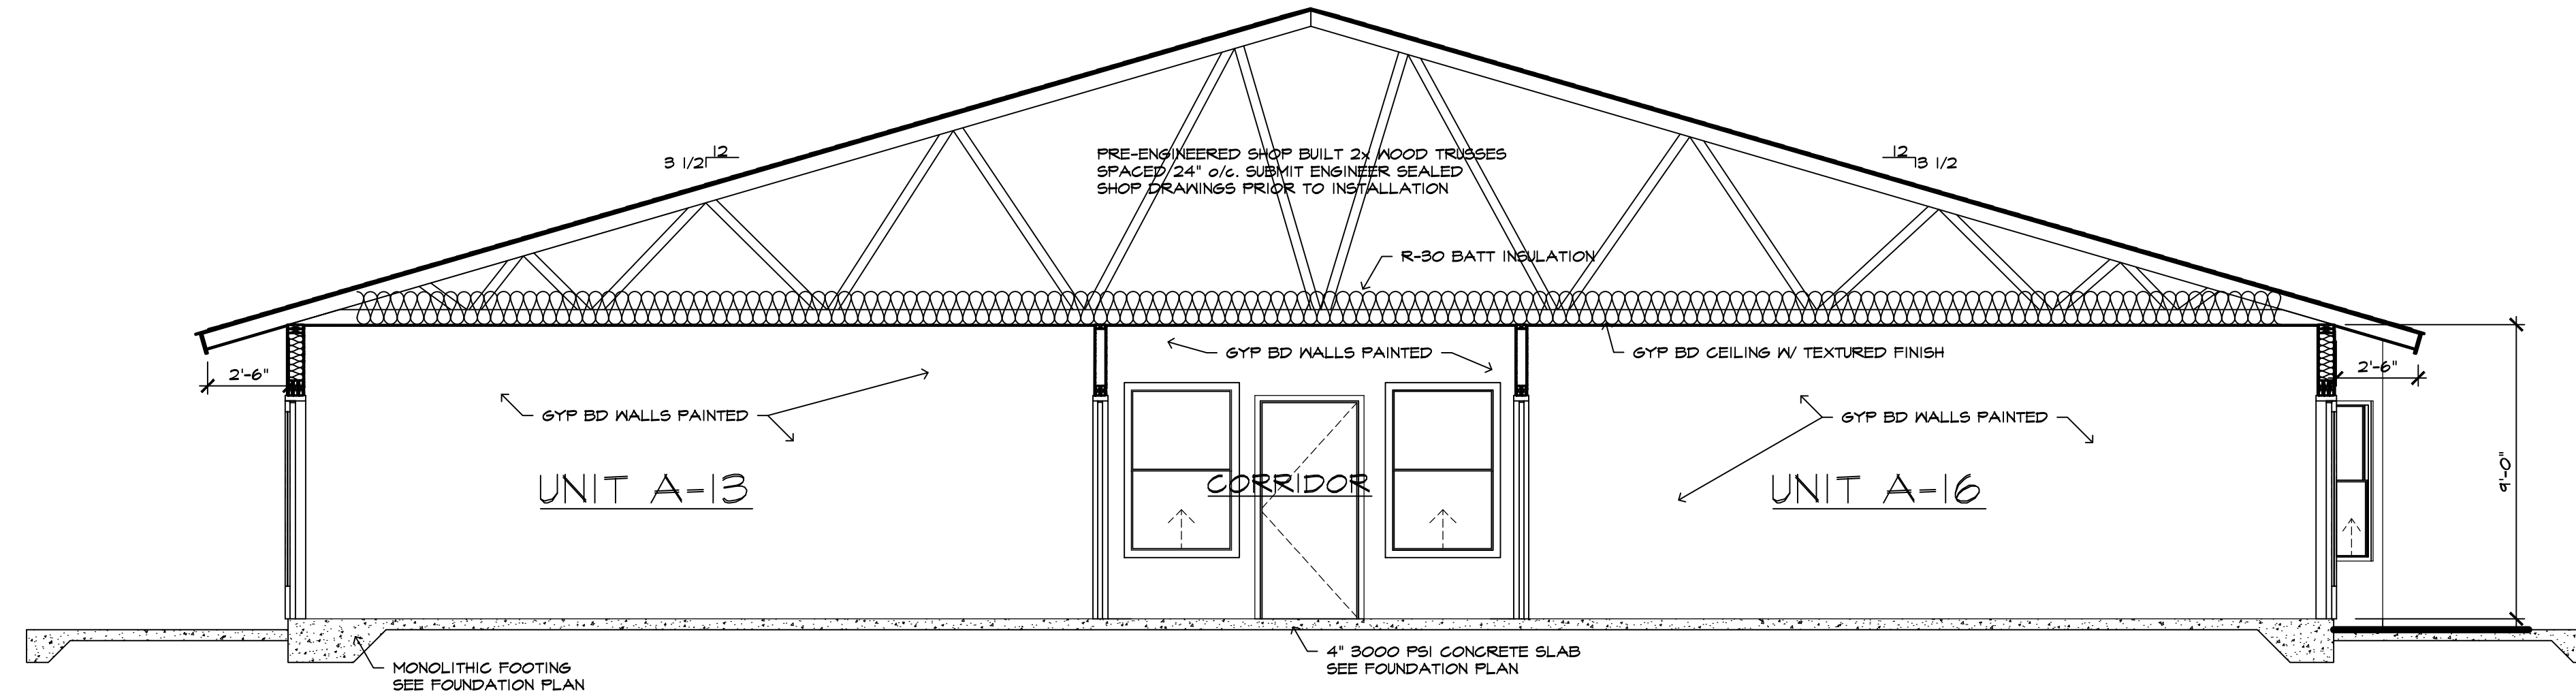 12
3 1/2
PRE-ENGINEERED SHOP BUILT 2x WOOD TRUSSES
SPACED 24" o/c. SUBMIT ENGINEER SEALED
SHOP DRAWINGS PRIOR TO INSTALLATION
12
3 1/2
R-30 BATT INSULATION
GYP BD WALLS PAINTED
GYP BD CEILING W/ TEXTURED FINISH
2'-6"
2'-6"
GYP BD WALLS PAINTED
GYP BD WALLS PAINTED
UNIT A-13
CORRIDOR
UNIT A-16
9'-0"
4" 3000 PSI CONCRETE SLAB
SEE FOUNDATION PLAN
MONOLITHIC FOOTING
SEE FOUNDATION PLAN